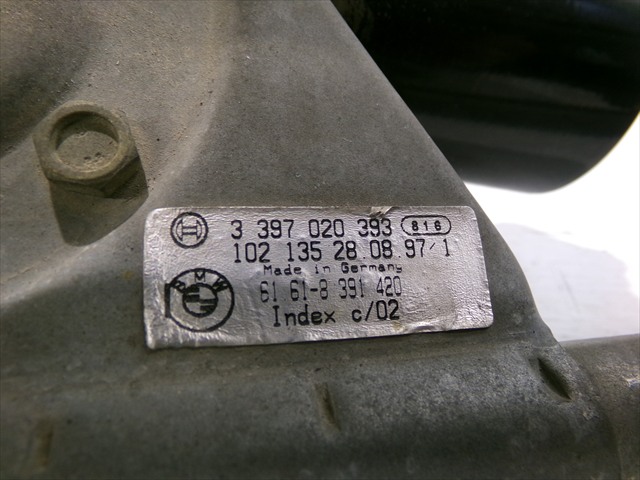 3 397 020 393 816
102 135 28.08.97/1
Made in Germany
BMW
61 61-8 391 420
Index c/02